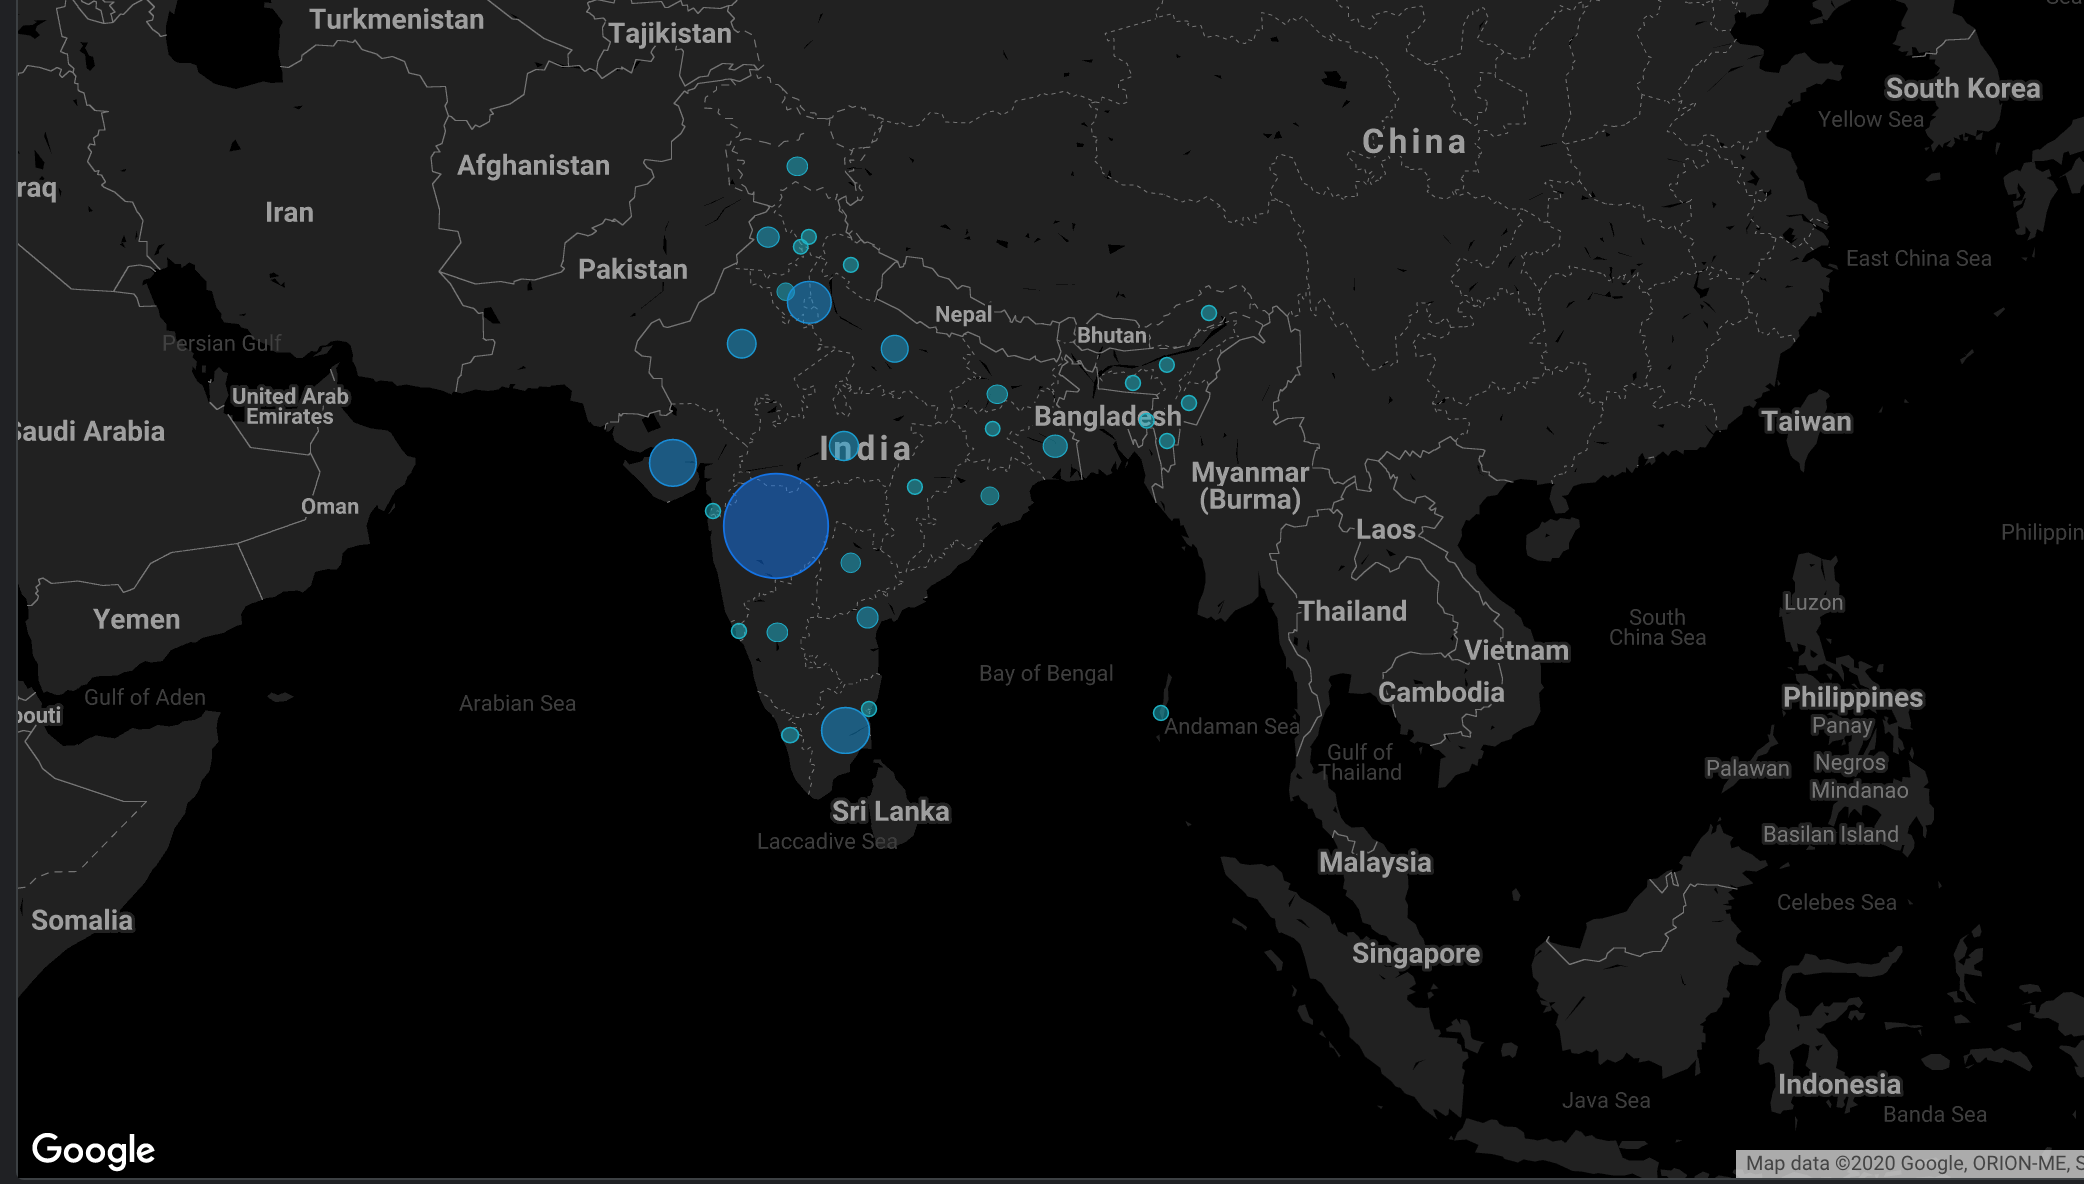 Turkmenistan
Tajikistan
South Korea
Yellow Sea
China
Afghanistan
raq
Iran
East China Sea
Pakistan
Nepal
Bhutan
Persian Gulf
United Arab
Emirates
Bangladesh
Taiwan
Saudi Arabia
India
Myanmar
(Burma)
Oman
Laos
Philippin
Yemen
Thailand
Luzon
South
China Sea
Vietnam
Bay of Bengal
Cambodia
Gulf of Aden
Arabian Sea
Philippines
bouti
Andaman Sea
Panay
Gulf of
Thailand
Palawan
Negros
Mindanao
Sri Lanka
Laccadive Sea
Basilan Island
Malaysia
Celebes Sea
Somalia
Singapore
Indonesia
Java Sea
Banda Sea
Google
Map data ©2020 Google, ORION-ME, S